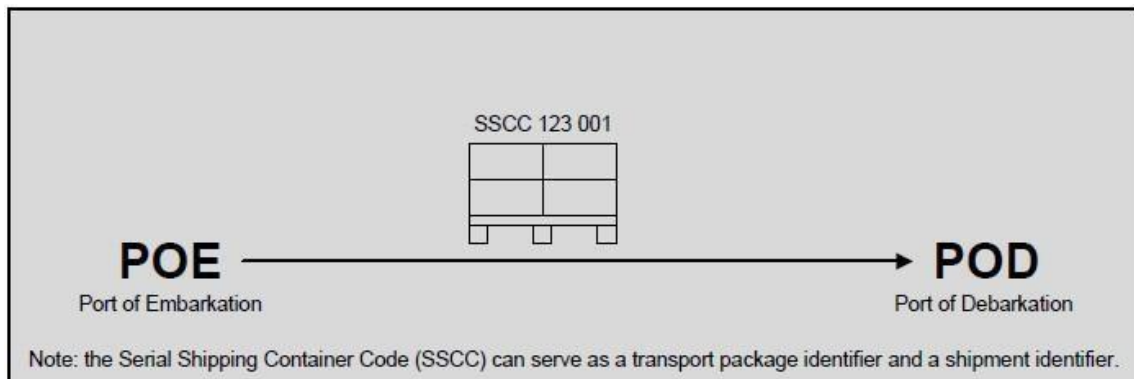 SSCC 123 001
POE
POD
Port of Embarkation
Port of Debarkation
Note: the Serial Shipping Container Code (SSCC) can serve as a transport package identifier and a shipment identifier.